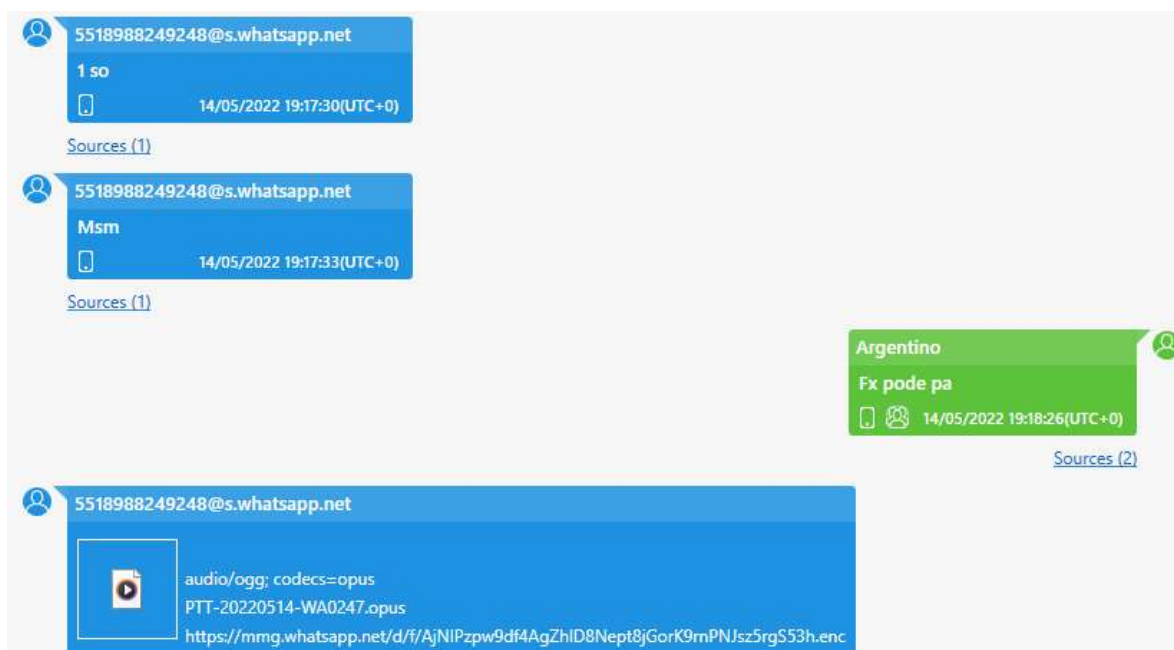 5518988249248@s.whatsapp.net
1 so
14/05/2022 19:17:30(UTC+0)
Sources (1)
5518988249248@s.whatsapp.net
Msm
14/05/2022 19:17:33(UTC+0)
Sources (1)
Argentino
Fx pode pa
14/05/2022 19:18:26(UTC+0)
Sources (2)
5518988249248@s.whatsapp.net
audio/ogg; codecs=opus
PTT-20220514-WA0247.opus
https://mmg.whatsapp.net/d/f/AjNIPzpw9df4AgZhlD8Nept8jGorK9mPNJsz5rgS53h.enc